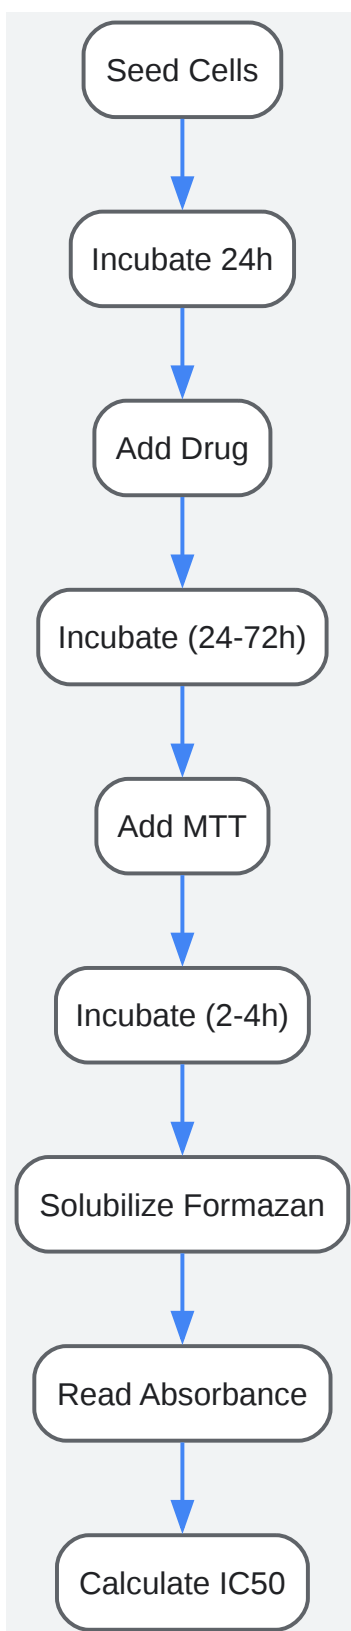 Seed Cells
Incubate 24h
Add Drug
Incubate (24-72h)
Add MTT
Incubate (2-4h)
Solubilize Formazan
Read Absorbance
Calculate IC50